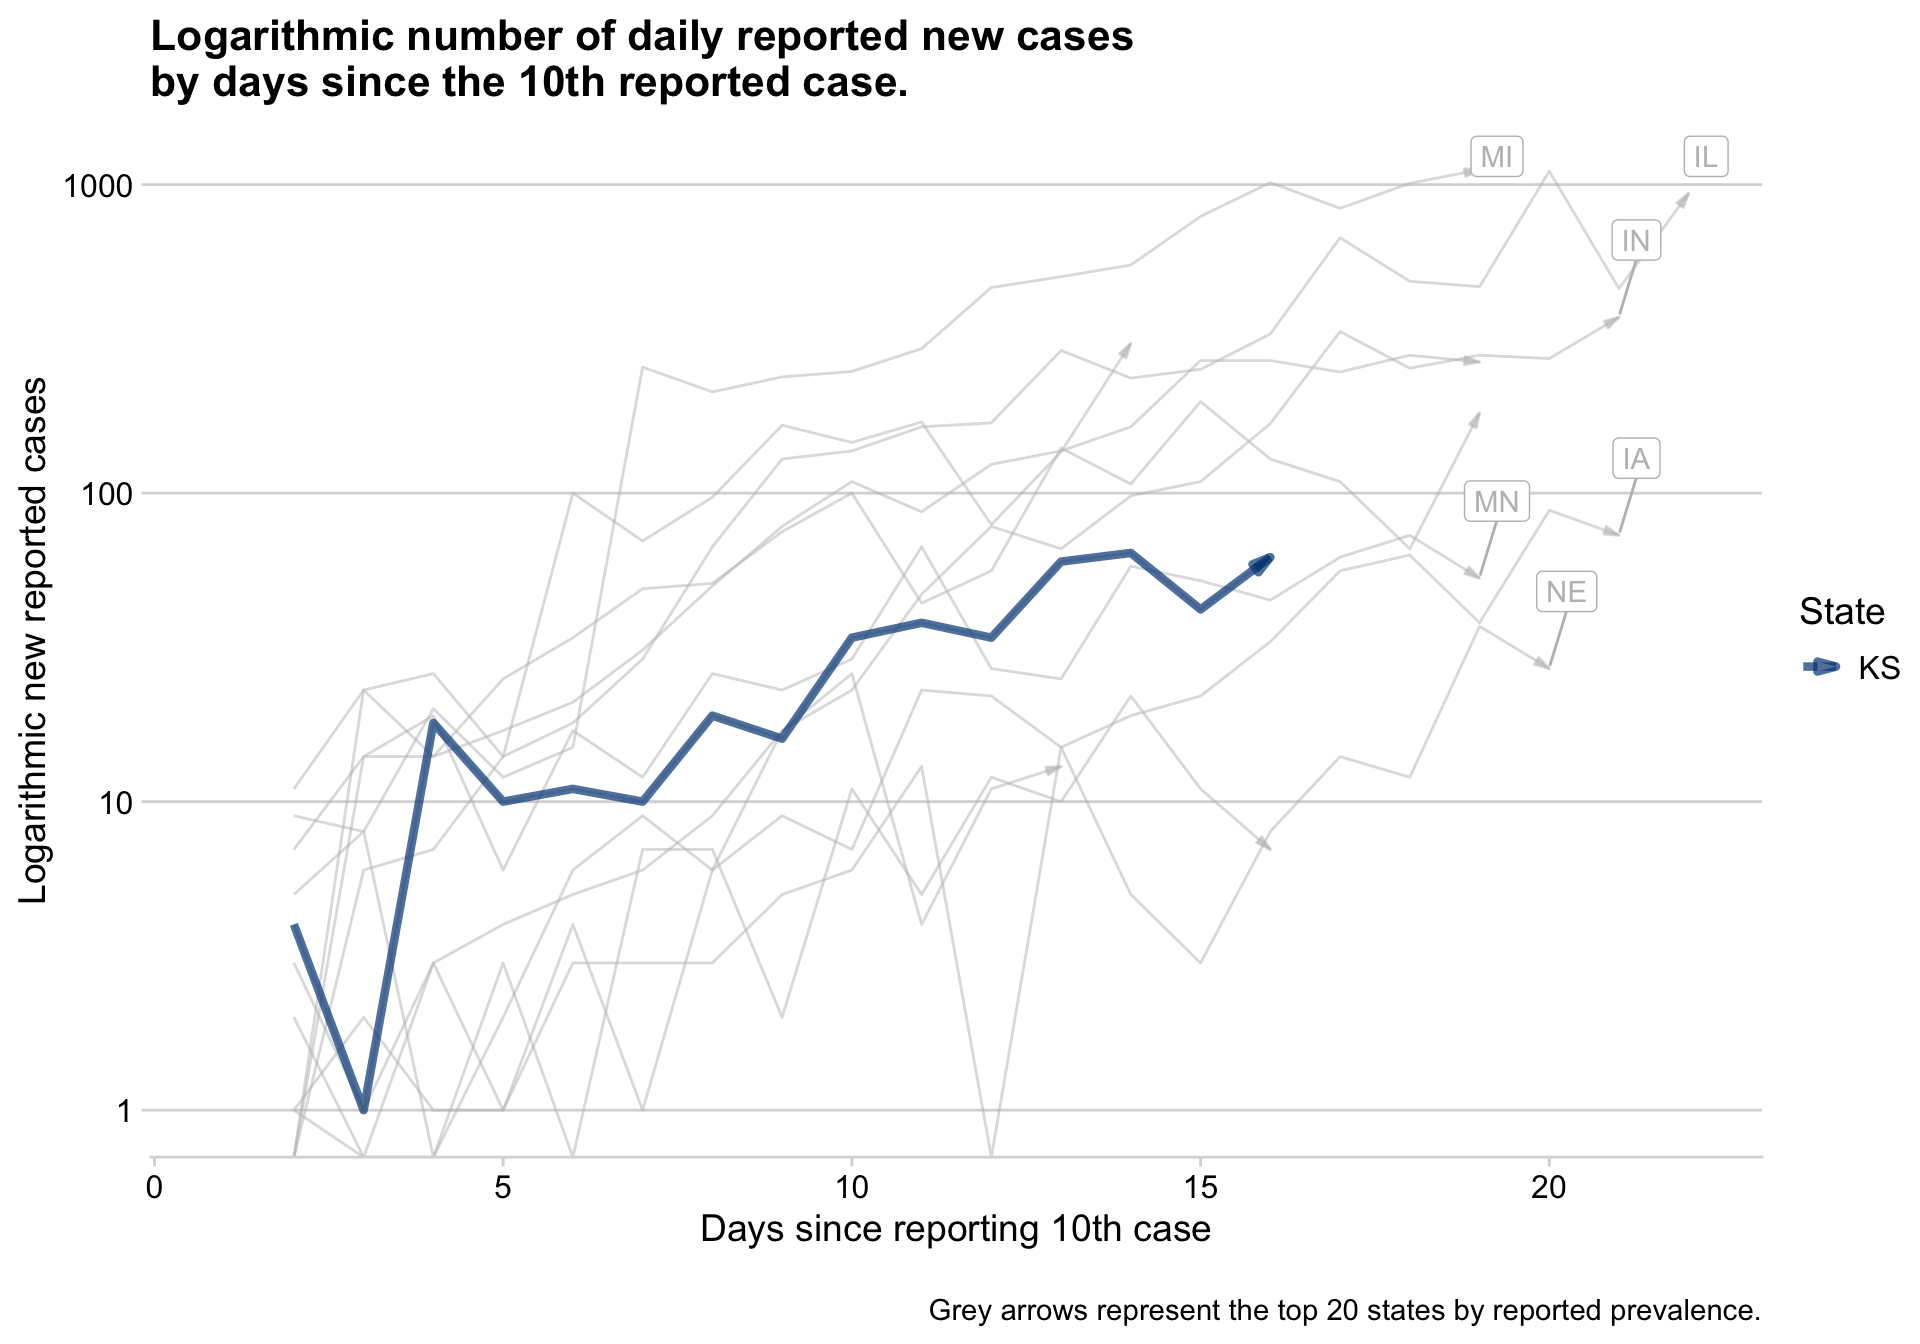 Logarithmic number of daily reported new cases
by days since the 10th reported case.
MI
IL
1000
IN
IA
100
MN
NE
State
KS
10
1
Logarithmic new reported cases
0 5 10 15 20
Days since reporting 10th case
Grey arrows represent the top 20 states by reported prevalence.